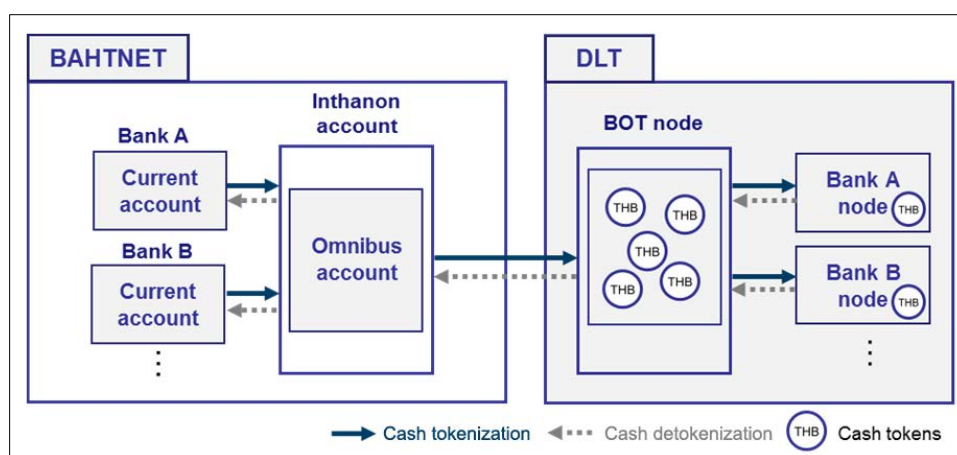 BAHTNET
Inthanon
account
Bank A
Current
account
Omnibus
account
Bank B
Current
account
DLT
BOT node
THB
THB
THB
THB
THB
Bank A
node THB
Bank B
node THB
Cash tokenization
Cash detokenization
THB Cash tokens